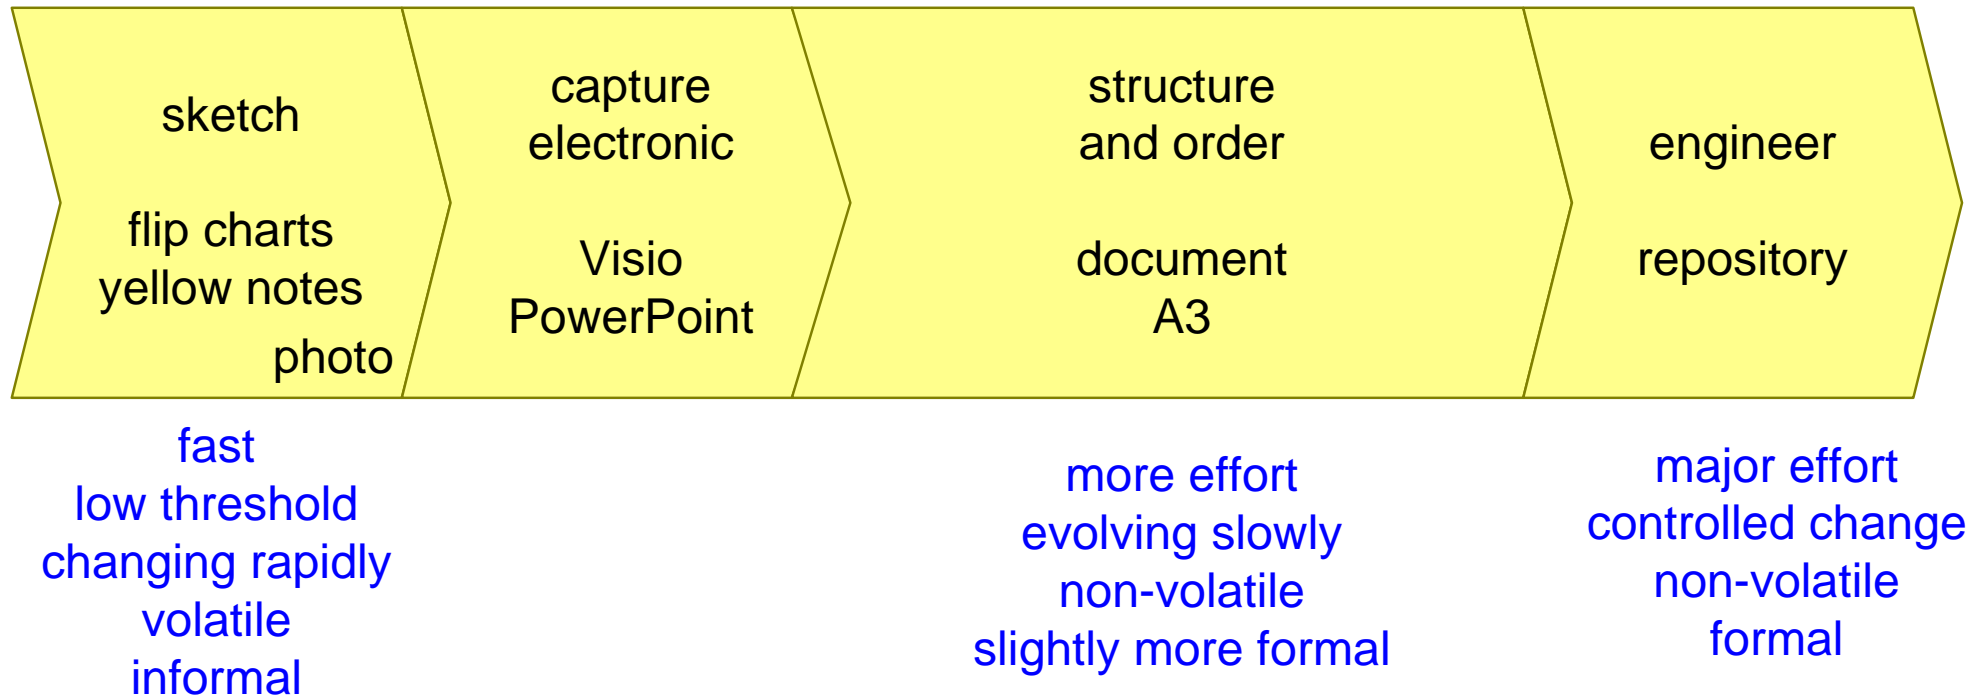 sketch
flip charts
yellow notes
photo
capture
electronic
Visio
PowerPoint
structure
and order
document
A3
engineer
repository
fast
low threshold
changing rapidly
volatile
informal
more effort
evolving slowly
non-volatile
slightly more formal
major effort
controlled change
non-volatile
formal